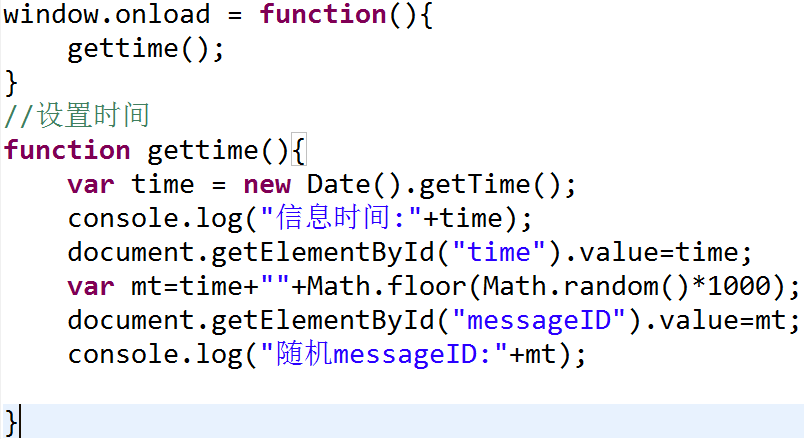 window.onload = function(){
    gettime();
}
//设置时间
function gettime(){
    var time = new Date().getTime();
    console.log("信息时间:"+time);
    document.getElementById("time").value=time;
    var mt=time+""+Math.floor(Math.random()*1000);
    document.getElementById("messageID").value=mt;
    console.log("随机messageID:"+mt);
}